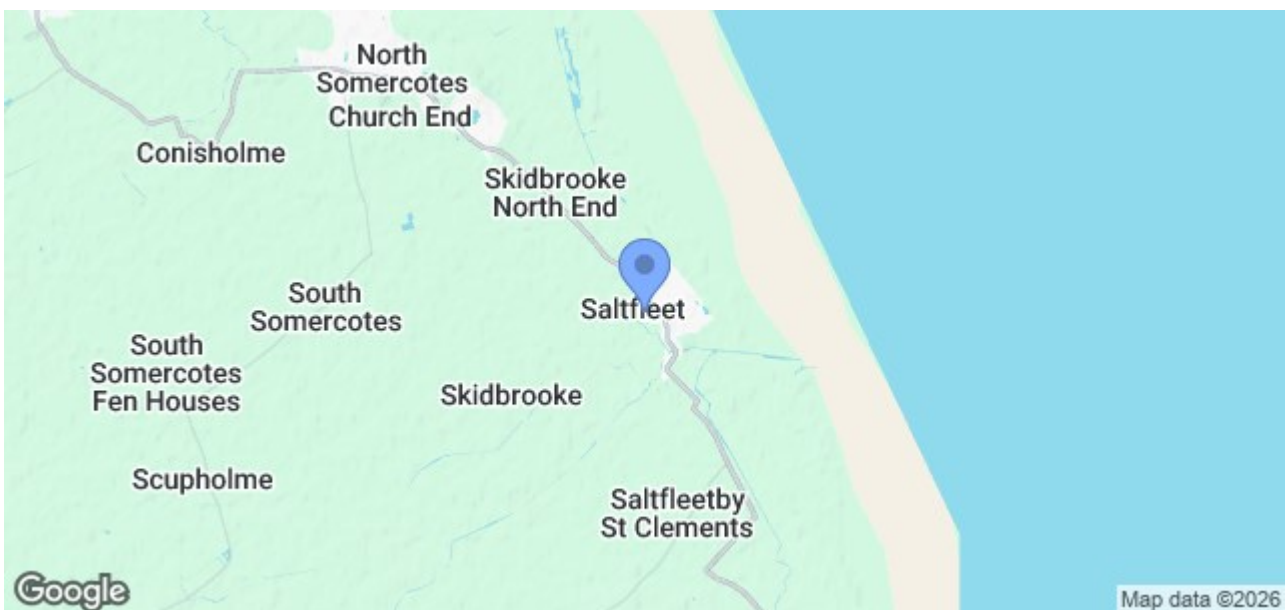 North
Somercotes
Church End
Conisholme
Skidbrooke
North End
Saltfleet
South
Somercotes
South
Somercotes
Fen Houses
Skidbrooke
Scupholme
Saltfleetby
St Clements
Google
Map data ©2026